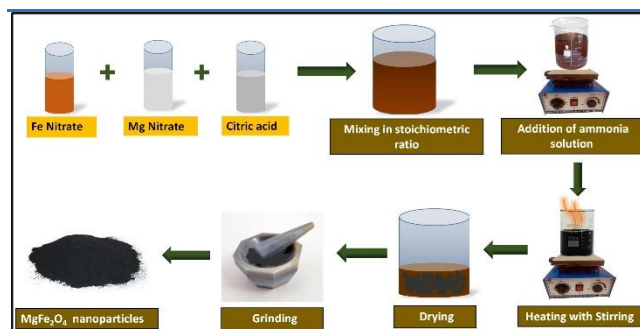 +
+
Fe Nitrate
Mg Nitrate
Citric acid
Mixing in stoichiometric
ratio
Addition of ammonia
solution
MgFe₂O₄ nanoparticles
Grinding
Drying
Heating with Stirring